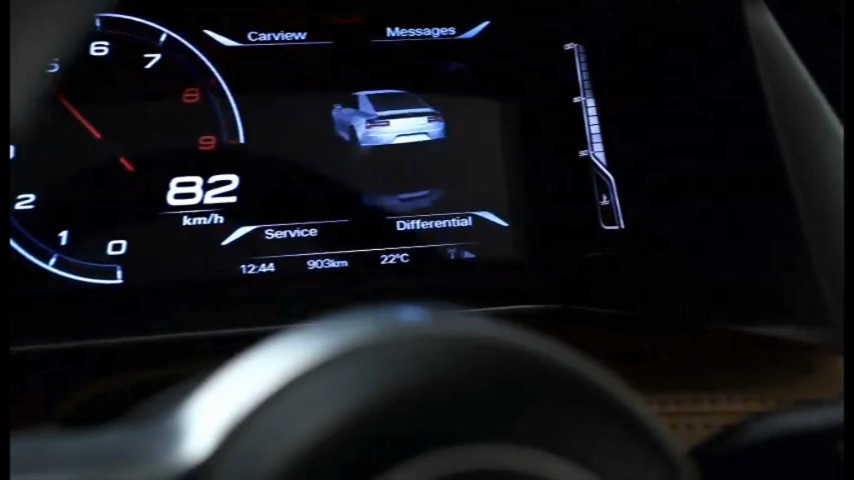 Carview
Messages
6
7
8
9
82
km/h
2
1
0
Service
Differential
12:44
903km
22°C